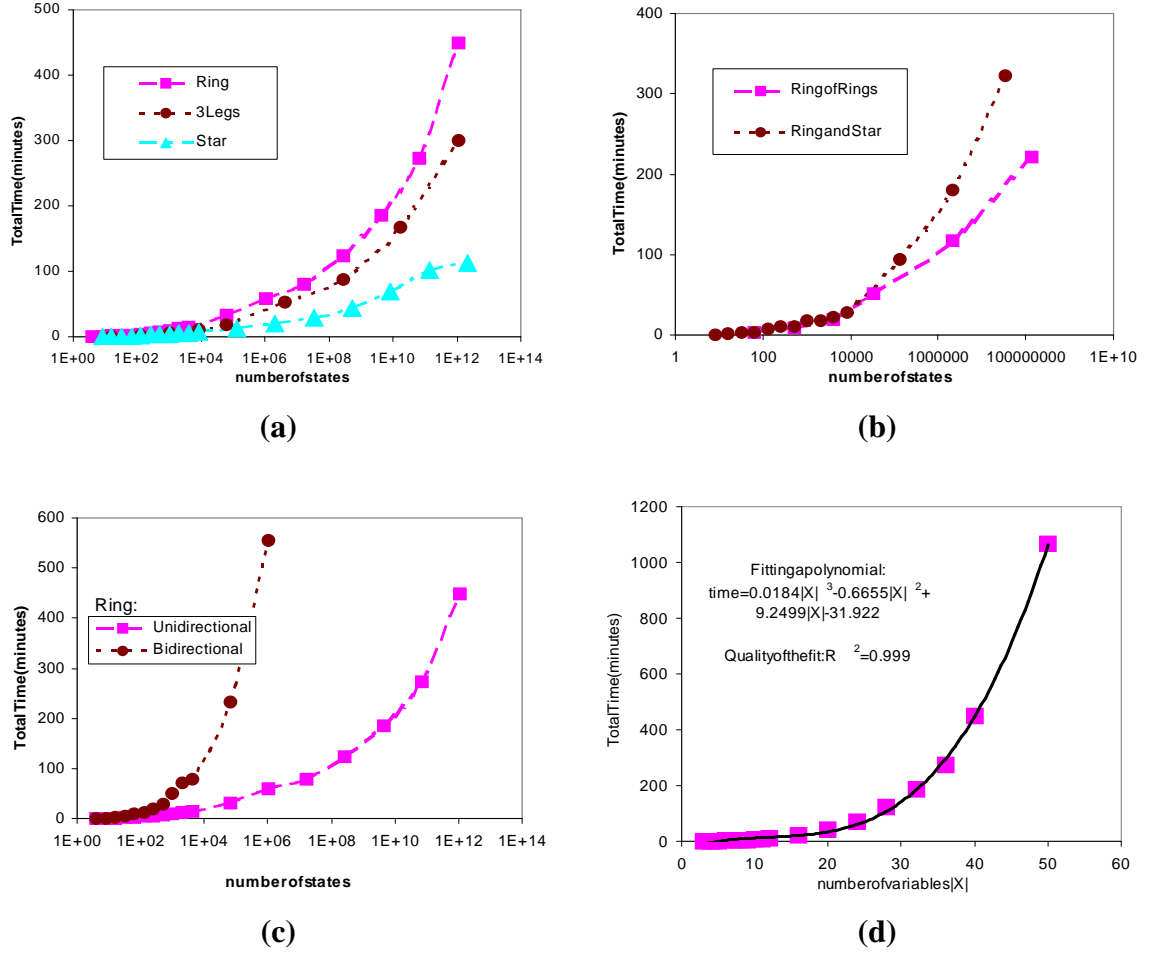 500
400
300
200
100
0
TotalTime(minutes)
Ring
3Legs
Star
1E+00 1E+02 1E+04 1E+06 1E+08 1E+10 1E+12 1E+14
numberofstates
(a)
400
300
200
100
0
TotalTime(minutes)
RingofRings
RingandStar
1 100 10000 1000000 100000000 1E+10
numberofstates
(b)
600
500
400
300
200
100
0
TotalTime(minutes)
Ring:
Unidirectional
Bidirectional
1E+00 1E+02 1E+04 1E+06 1E+08 1E+10 1E+12 1E+14
numberofstates
(c)
1200
1000
800
600
400
200
0
TotalTime(minutes)
Fittingapolynomial:
time=0.0184|X| 3-0.6655|X| 2+
9.2499|X|-31.922
Qualityofthefit:R 2=0.999
0 10 20 30 40 50 60
numberofvariables|X|
(d)